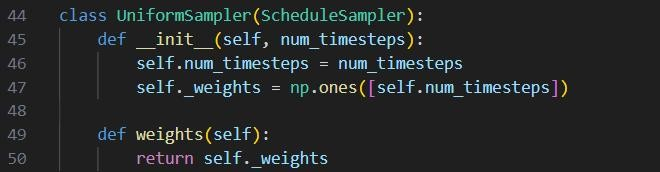 44 class UniformSampler(ScheduleSampler):
45     def __init__(self, num_timesteps):
46         self.num_timesteps = num_timesteps
47         self._weights = np.ones([self.num_timesteps])
48
49     def weights(self):
50         return self._weights